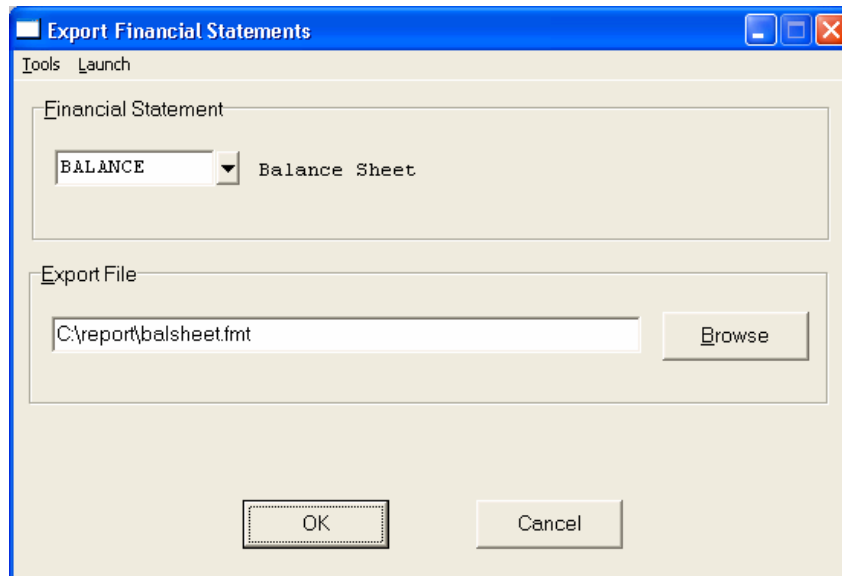 Export Financial Statements
Tools Launch
Financial Statement
BALANCE Balance Sheet
Export File
C:\report\balsheet.fmt Browse
OK Cancel